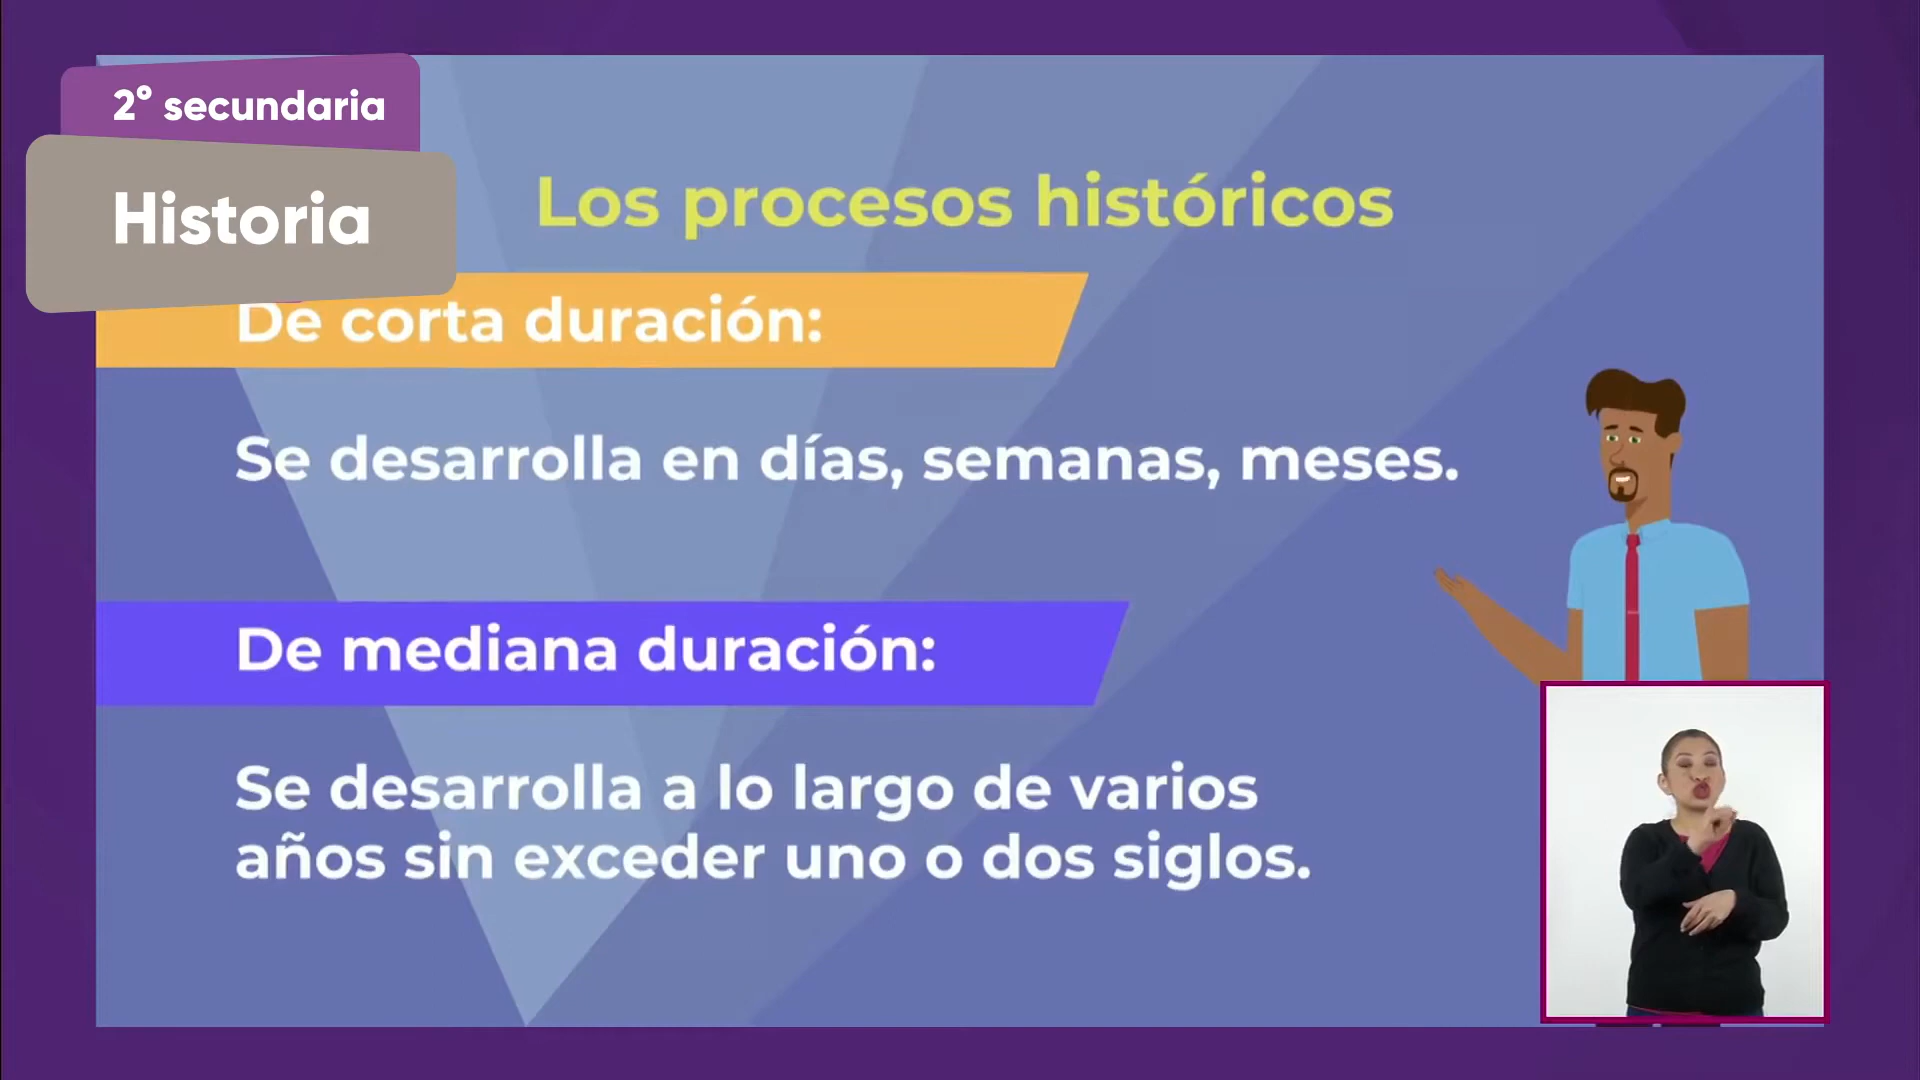 2° secundaria
Historia
Los procesos históricos
De corta duración:
Se desarrolla en días, semanas, meses.
De mediana duración:
Se desarrolla a lo largo de varios
años sin exceder uno o dos siglos.